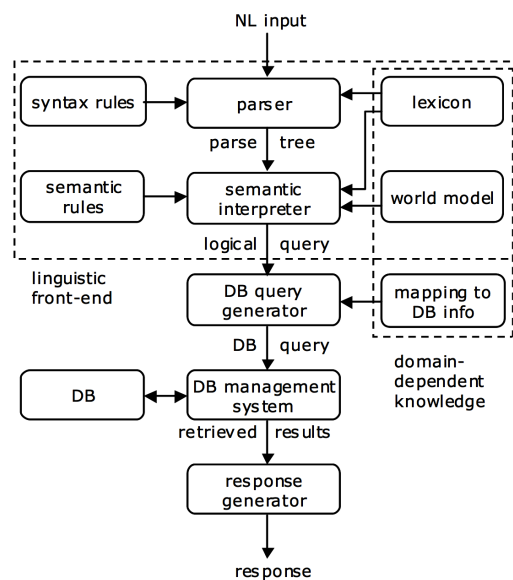 NL input
syntax rules
parser
lexicon
parse tree
semantic
rules
semantic
interpreter
world model
logical query
linguistic
front-end
DB query
generator
mapping to
DB info
DB query
domain-
dependent
knowledge
DB
DB management
system
retrieved results
response
generator
response